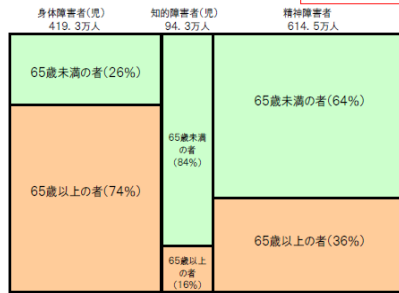 身体障害者(児)
419.3万人
知的障害者(児)
94.3万人
精神障害者
614.5万人
65歳未満の者(26%)
65歳以上の者(74%)
65歳未満
の者
(84%)
65歳以上
の者
(16%)
65歳未満の者(64%)
65歳以上の者(36%)